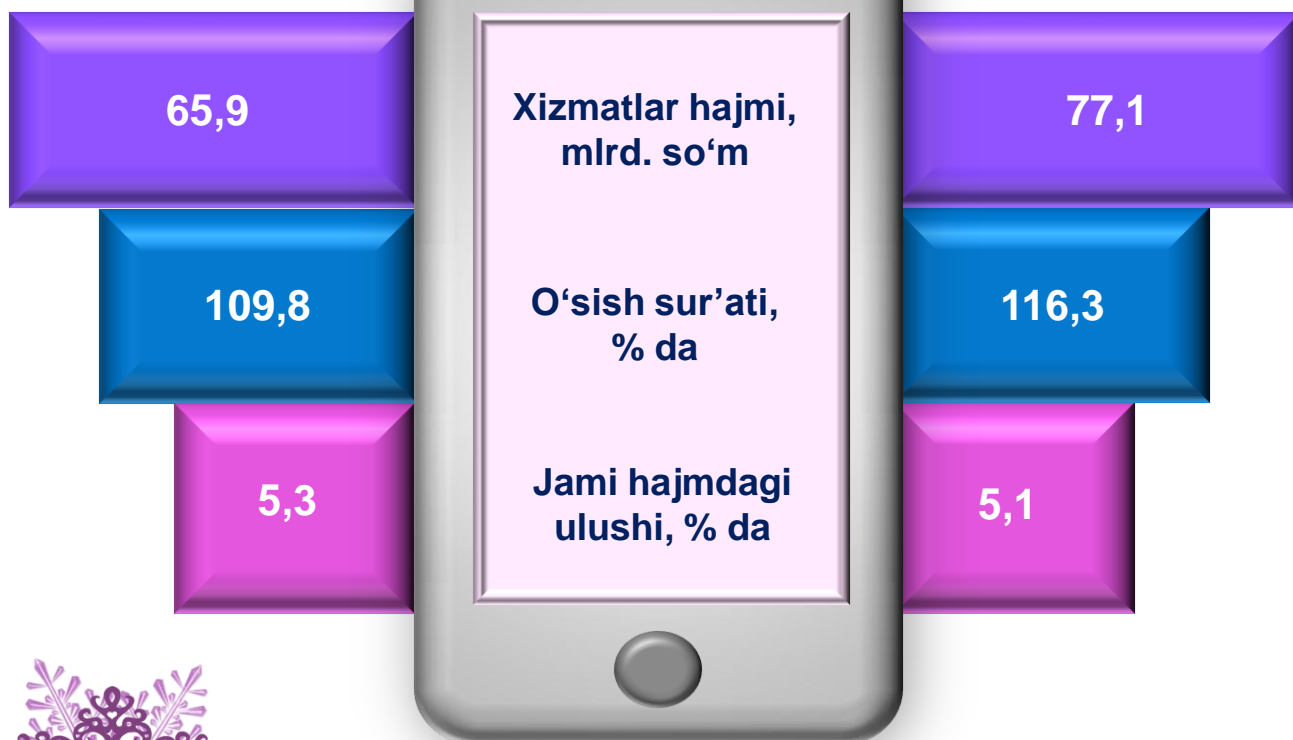 65,9
Xizmatlar hajmi,
mlrd. so‘m
77,1
109,8
O‘sish sur’ati,
% da
116,3
5,3
Jami hajmdagi
ulushi, % da
5,1